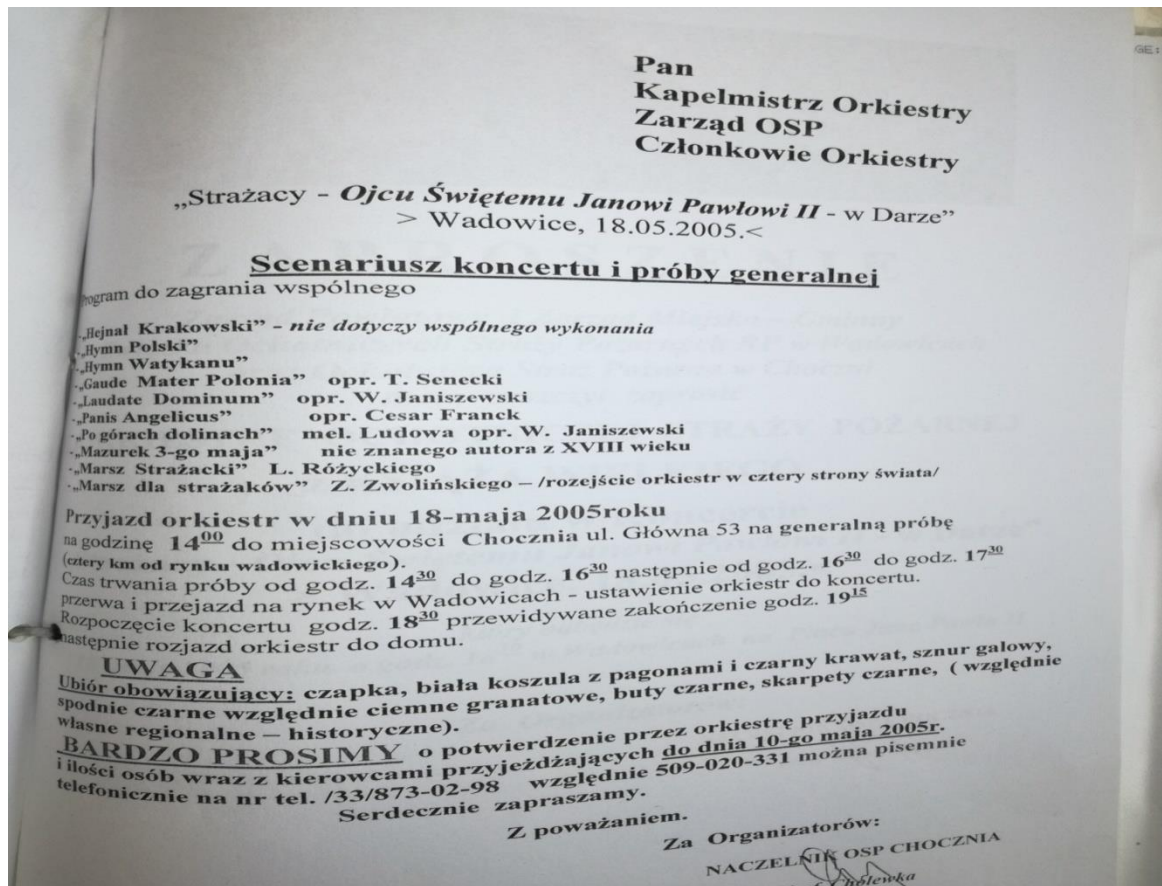 GE:
Pan
Kapelmistrz Orkiestry
Zarząd OSP
Członkowie Orkiestry
„Strażacy - Ojcu Świętemu Janowi Pawłowi II - w Darze”
> Wadowice, 18.05.2005.<
Scenariusz koncertu i próby generalnej
Program do zagrania wspólnego
-„Hejnał Krakowski” - nie dotyczy wspólnego wykonania
-„Hymn Polski”
-„Hymn Watykanu”
-„Gaude Mater Polonia” opr. T. Senecki
-„Laudate Dominum” opr. W. Janiszewski
-„Panis Angelicus” opr. Cesar Franck
-„Po górach dolinach” mel. Ludowa opr. W. Janiszewski
-„Mazurek 3-go maja” nie znanego autora z XVIII wieku
-„Marsz Strażacki” L. Różyckiego
-„Marsz dla strażaków” Z. Zwolińskiego – /rozejście orkiestr w cztery strony świata/
Przyjazd orkiestr w dniu 18-maja 2005roku
na godzinę 14⁰⁰ do miejscowości Chocznia ul. Główna 53 na generalną próbę
(cztery km od rynku wadowickiego).
Czas trwania próby od godz. 14³⁰ do godz. 16³⁰ następnie od godz. 16³⁰ do godz. 17³⁰
przerwa i przejazd na rynek w Wadowicach - ustawienie orkiestr do koncertu.
Rozpoczęcie koncertu godz. 18³⁰ przewidywane zakończenie godz. 19¹⁵
następnie rozjazd orkiestr do domu.
UWAGA
Ubiór obowiązujący: czapka, biała koszula z pagonami i czarny krawat, sznur galowy,
spodnie czarne względnie ciemne granatowe, buty czarne, skarpety czarne, ( względnie
własne regionalne – historyczne).
BARDZO PROSIMY o potwierdzenie przez orkiestrę przyjazdu
i ilości osób wraz z kierowcami przyjeżdżających do dnia 10-go maja 2005r.
telefonicznie na nr tel. /33/873-02-98 względnie 509-020-331 można pisemnie
Serdecznie zapraszamy.
Z poważaniem.
Za Organizatorów:
NACZELNIK OSP CHOCZNIA
Cholewka